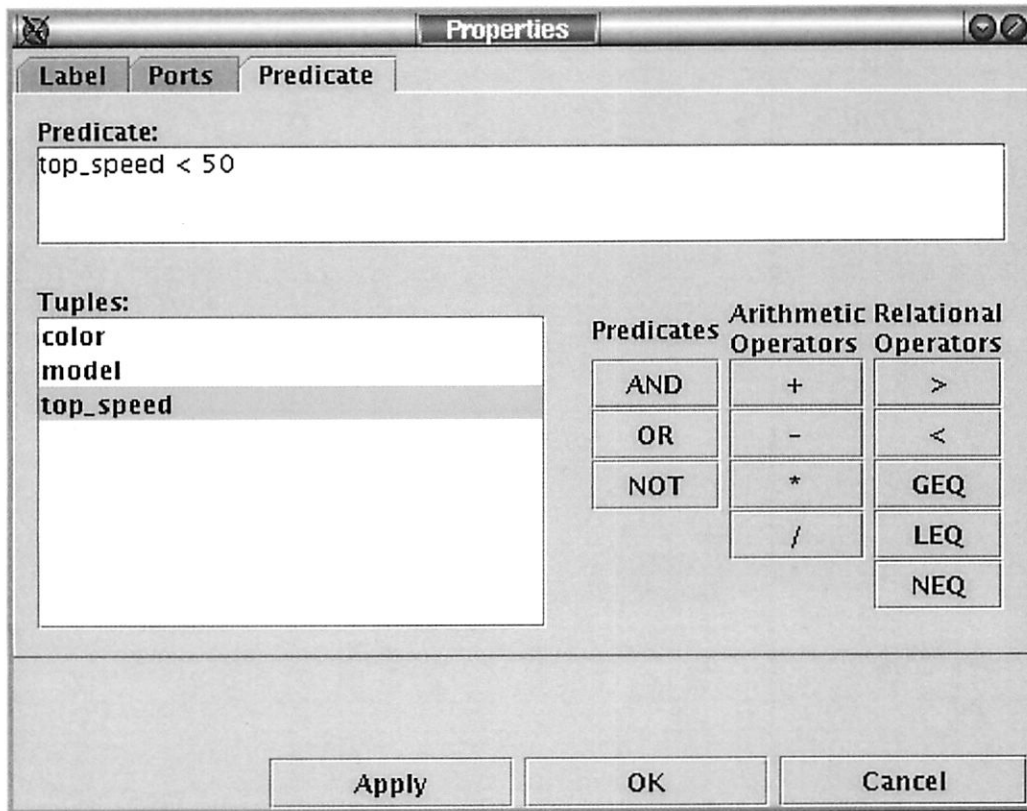 Properties
Label Ports Predicate
Predicate:
top_speed < 50
Tuples:
color
model
top_speed
Predicates
Arithmetic Operators
Relational Operators
AND + >
OR - <
NOT * GEQ
/ LEQ
NEQ
Apply OK Cancel